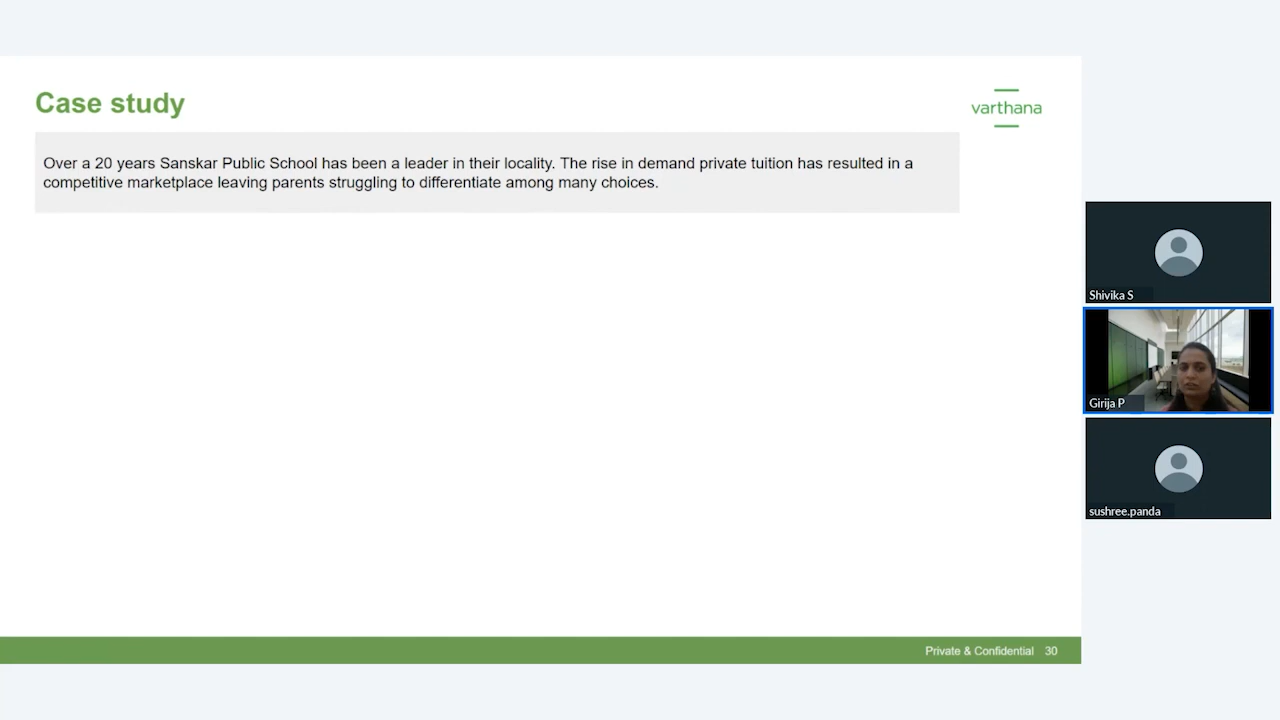 Case study
varthana
Over a 20 years Sanskar Public School has been a leader in their locality. The rise in demand private tuition has resulted in a
competitive marketplace leaving parents struggling to differentiate among many choices.
Shivika S
Girija P
sushree.panda
Private & Confidential 30